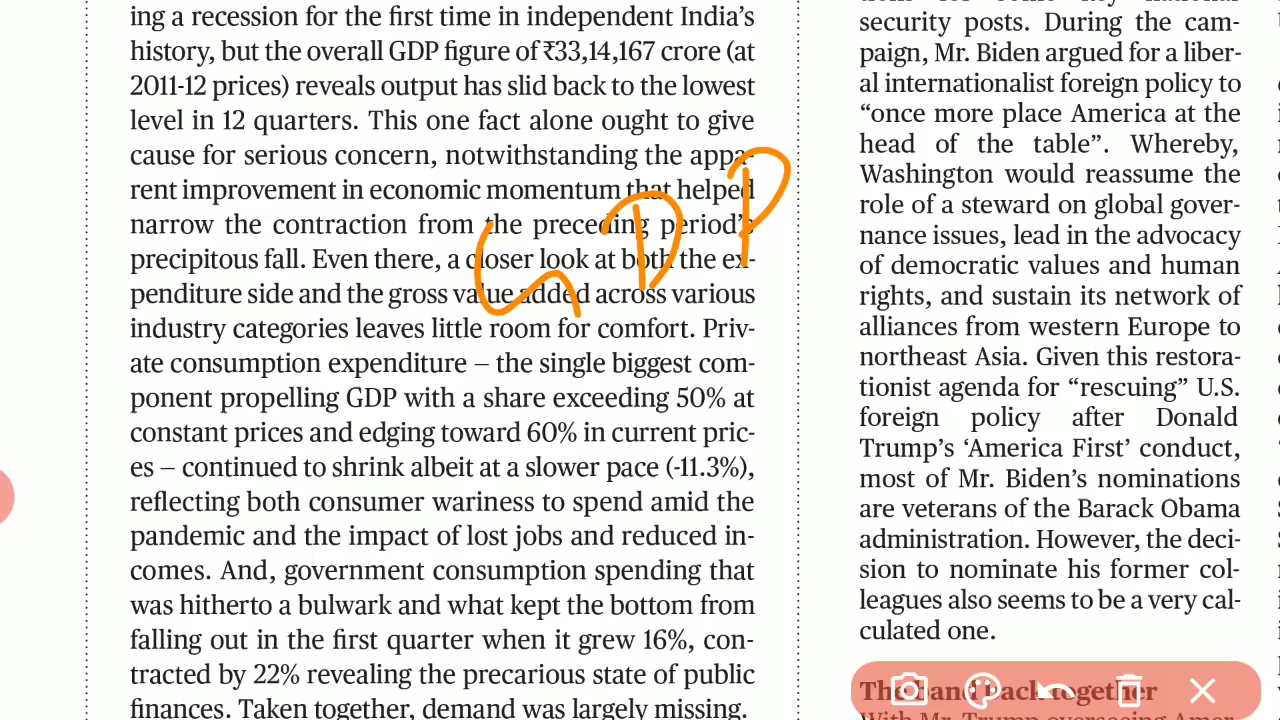 ing a recession for the first time in independent India’s
history, but the overall GDP figure of ₹33,14,167 crore (at
2011-12 prices) reveals output has slid back to the lowest
level in 12 quarters. This one fact alone ought to give
cause for serious concern, notwithstanding the appa-
rent improvement in economic momentum that helped
narrow the contraction from the preceding period’s
precipitous fall. Even there, a closer look at both the ex-
penditure side and the gross value added across various
industry categories leaves little room for comfort. Priv-
ate consumption expenditure – the single biggest com-
ponent propelling GDP with a share exceeding 50% at
constant prices and edging toward 60% in current pric-
es – continued to shrink albeit at a slower pace (-11.3%),
reflecting both consumer wariness to spend amid the
pandemic and the impact of lost jobs and reduced in-
comes. And, government consumption spending that
was hitherto a bulwark and what kept the bottom from
falling out in the first quarter when it grew 16%, con-
tracted by 22% revealing the precarious state of public
finances. Taken together, demand was largely missing.
GDP
security posts. During the cam-
paign, Mr. Biden argued for a liber-
al internationalist foreign policy to
“once more place America at the
head of the table”. Whereby,
Washington would reassume the
role of a steward on global gover-
nance issues, lead in the advocacy
of democratic values and human
rights, and sustain its network of
alliances from western Europe to
northeast Asia. Given this restora-
tionist agenda for “rescuing” U.S.
foreign policy after Donald
Trump’s ‘America First’ conduct,
most of Mr. Biden’s nominations
are veterans of the Barack Obama
administration. However, the deci-
sion to nominate his former col-
leagues also seems to be a very cal-
culated one.
The band back together
With Mr. Trump overseeing Amer-